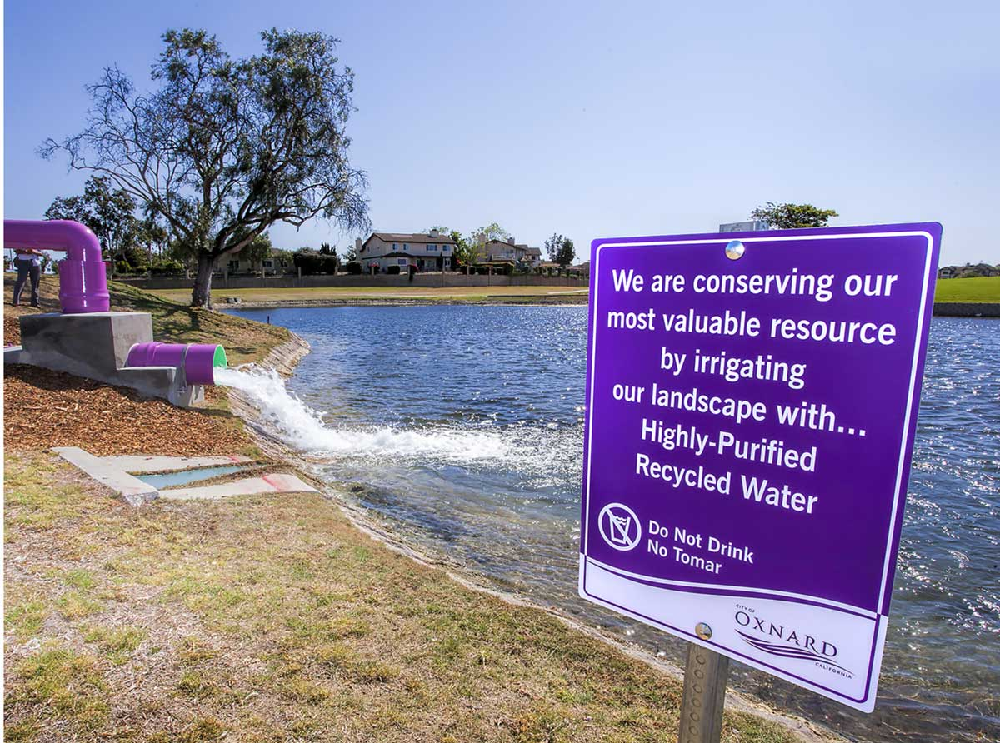 We are conserving our
most valuable resource
by irrigating
our landscape with...
Highly-Purified
Recycled Water
Do Not Drink
No Tomar
CITY OF
OXNARD
CALIFORNIA